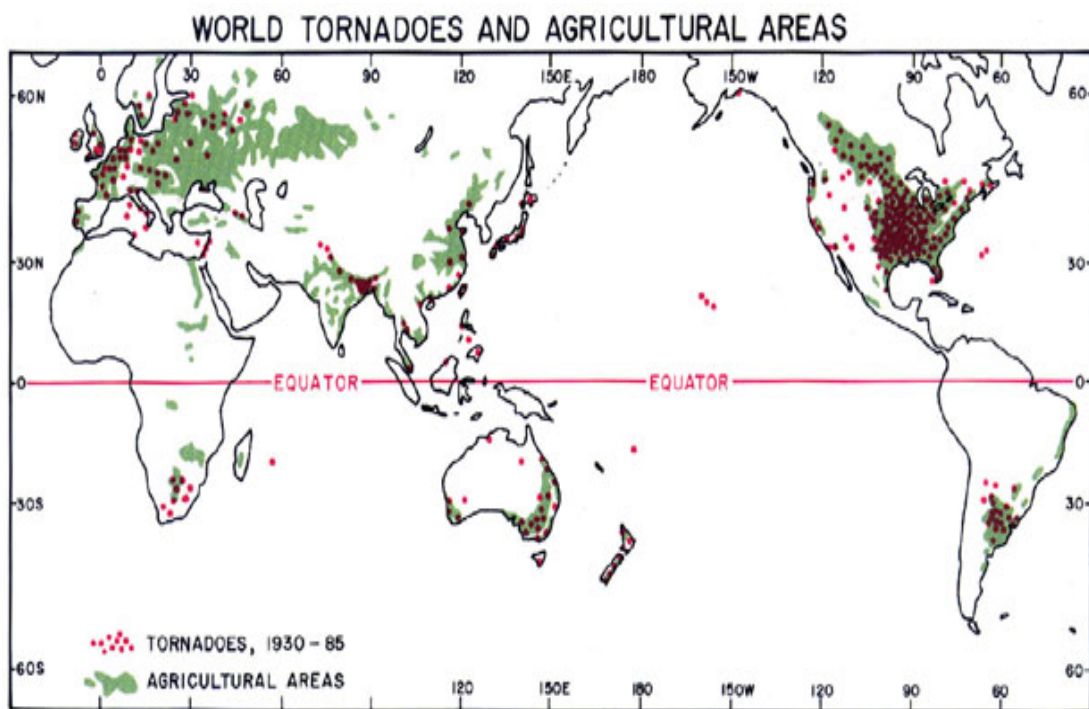 WORLD TORNADOES AND AGRICULTURAL AREAS
0 30 60 90 120 150E 180 150W 120 90 60
60N 60
30N 30
EQUATOR EQUATOR
0 0
30S 30
TORNADOES, 1930-85
AGRICULTURAL AREAS
60S 60
120 150E 180 150W 120 90 60